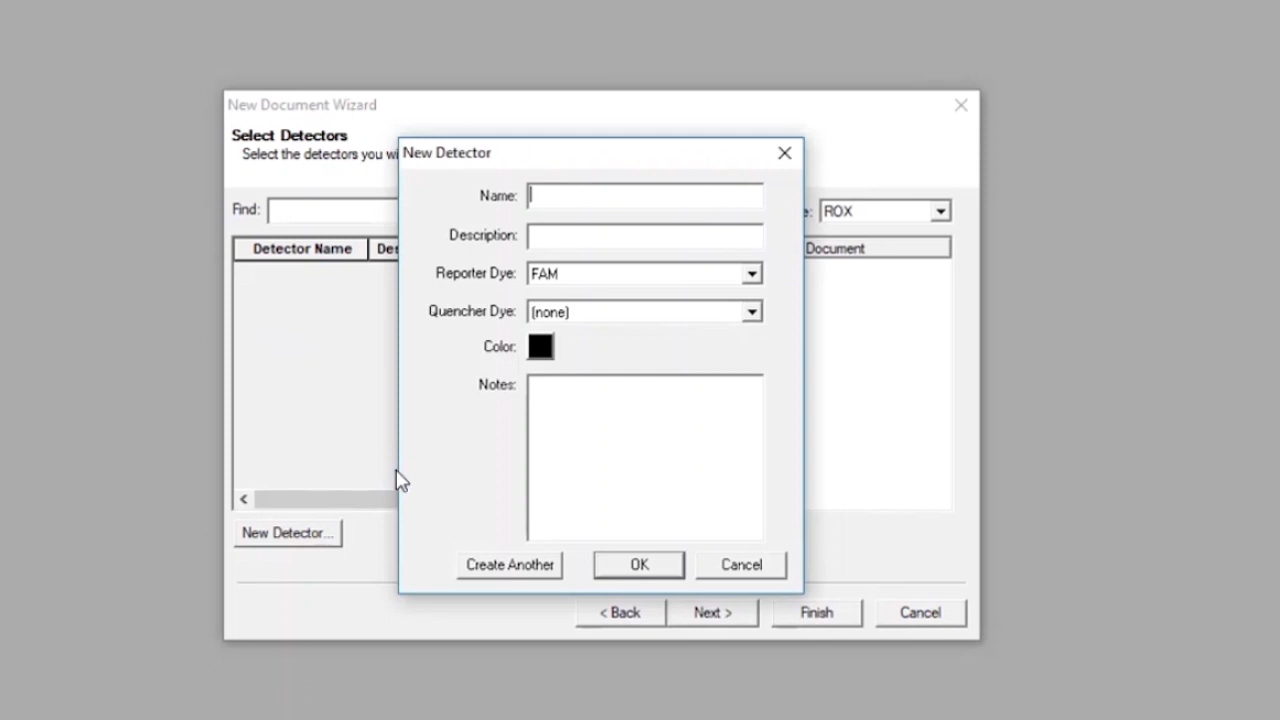 New Document Wizard
Select Detectors
Select the detectors you wi
New Detector
Name:
Find:
ROX
Description:
Detector Name
Des
Document
Reporter Dye: FAM
Quencher Dye: (none)
Color:
Notes:
<
New Detector...
Create Another
OK
Cancel
< Back
Next >
Finish
Cancel